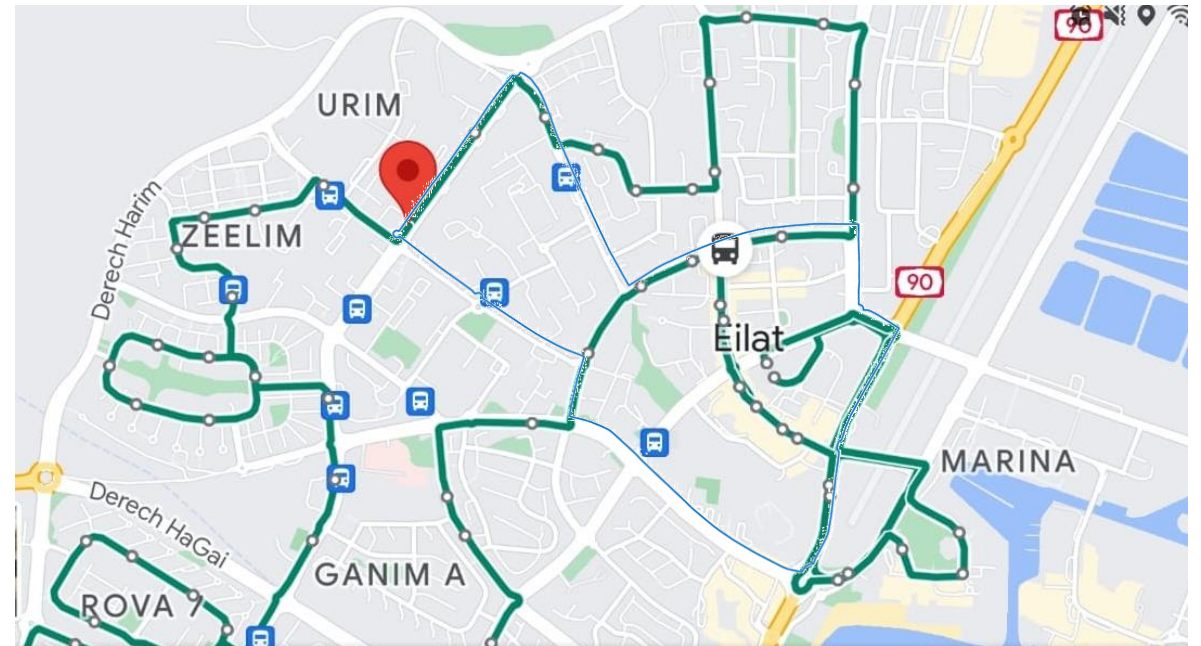 90
URIM
Derech Harim
ZEELIM
90
Eilat
MARINA
Derech HaGai
GANIM A
ROVA 7